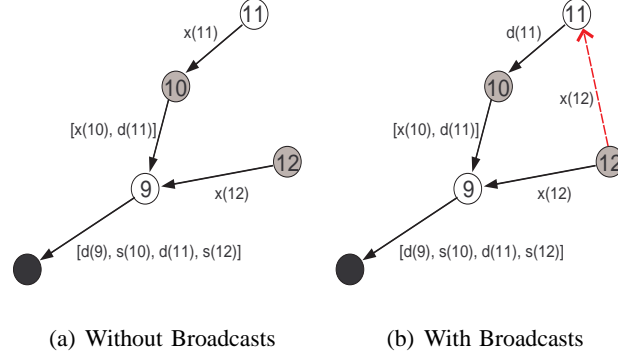 11
x(11)
10
[x(10), d(11)]
12
9
x(12)
[d(9), s(10), d(11), s(12)]
(a) Without Broadcasts
11
d(11)
10
x(12)
[x(10), d(11)]
12
9
x(12)
[d(9), s(10), d(11), s(12)]
(b) With Broadcasts